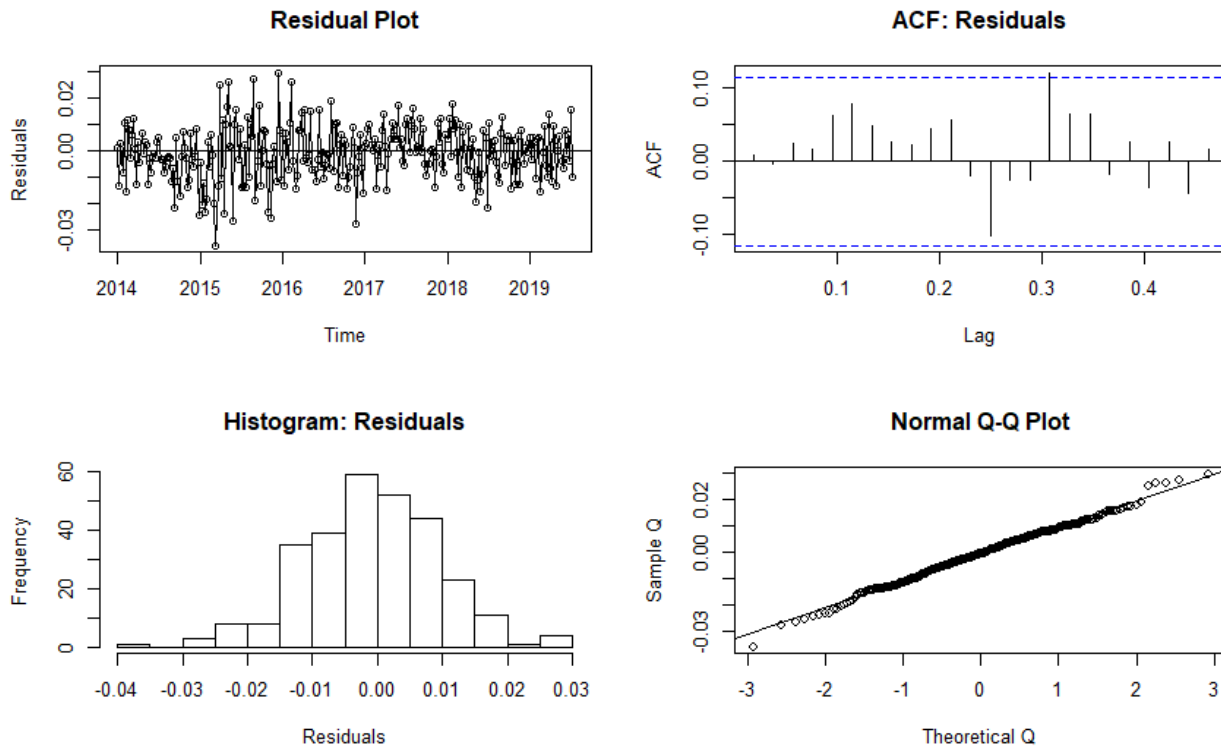 Residual Plot
Residuals
0.02
0.00
-0.03
2014 2015 2016 2017 2018 2019
Time
ACF: Residuals
ACF
0.10
0.00
-0.10
0.1 0.2 0.3 0.4
Lag
Histogram: Residuals
Frequency
60
20
0
-0.04 -0.03 -0.02 -0.01 0.00 0.01 0.02 0.03
Residuals
Normal Q-Q Plot
Sample Q
0.02
0.00
-0.03
-3 -2 -1 0 1 2 3
Theoretical Q